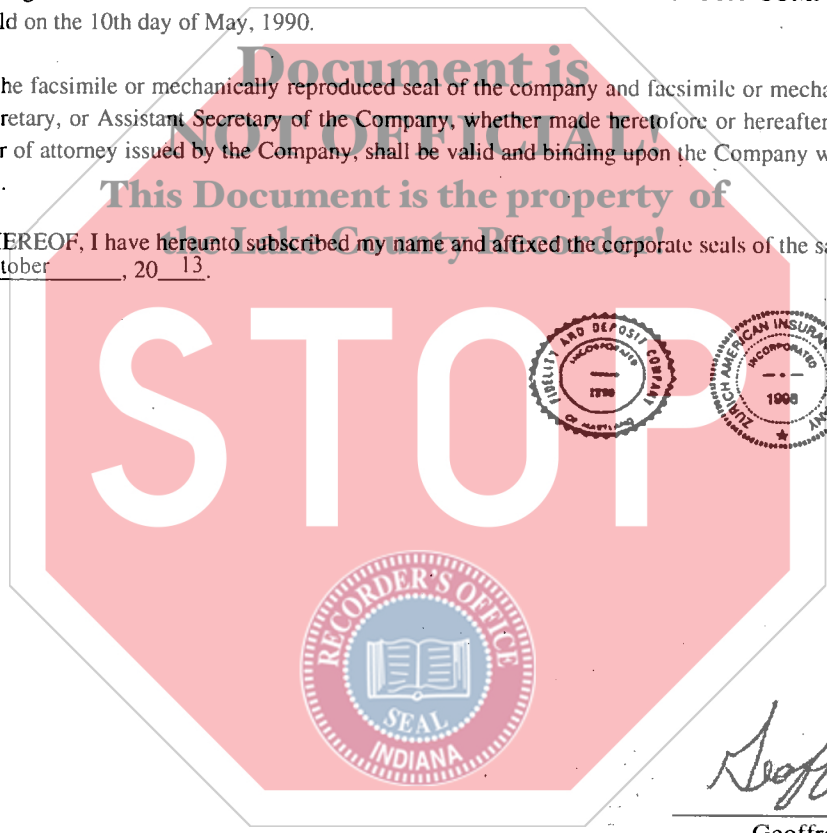 ld on the 10th day of May, 1990.
Document is
he facsimile or mechanically reproduced seal of the company and facsimile or mecha
retary, or Assistant Secretary of the Company, whether made heretofore or hereafter
NOT OFFICIAL!
r of attorney issued by the Company, shall be valid and binding upon the Company w
.
This Document is the property of
the Lake County Recorder!
EREOF, I have hereunto subscribed my name and affixed the corporate seals of the sa
tober , 20 13.
STOP
FIDELITY AND DEPOSIT COMPANY
INCORPORATED
1890
ZURICH AMERICAN INSURAN
INCORPORATED
1998
ANY
RECORDER'S OFFICE
SEAL
INDIANA
Geoff
Geoffr